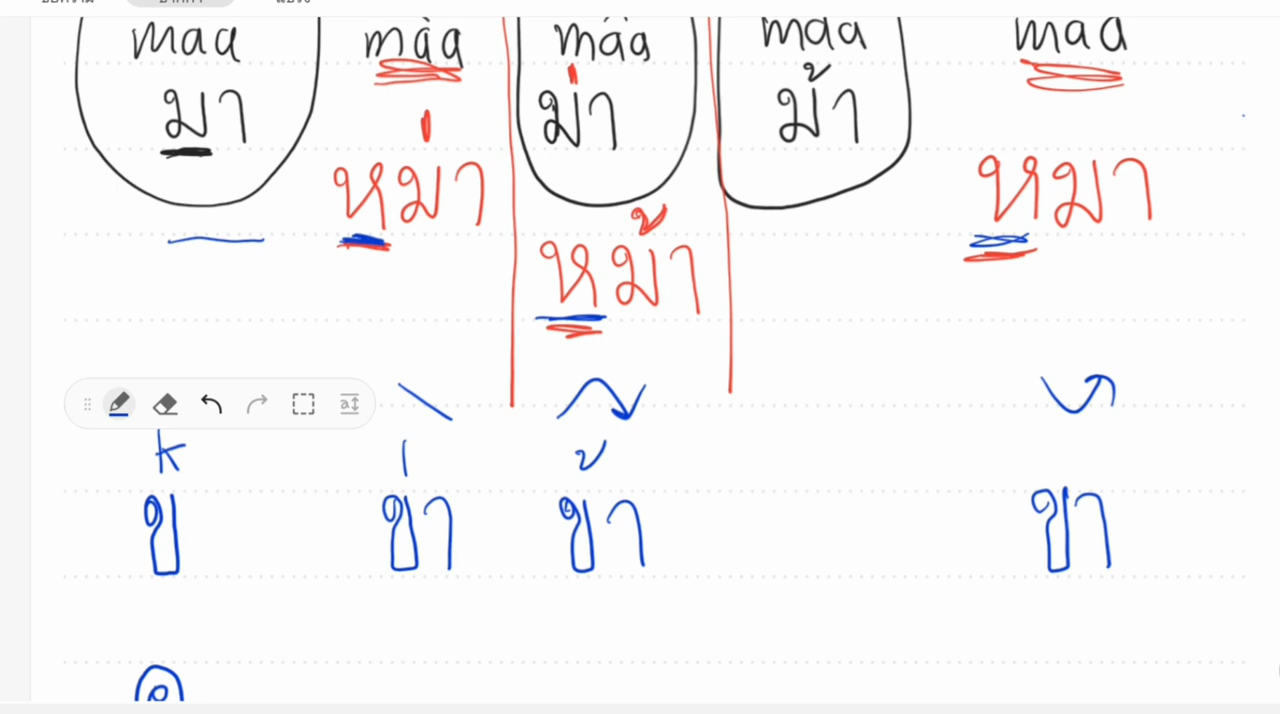 maa màa mâa máa mǎa
มา ม่า ม้า
หม่า หมา
หม้า
k
ข ข่า ข้า ขา